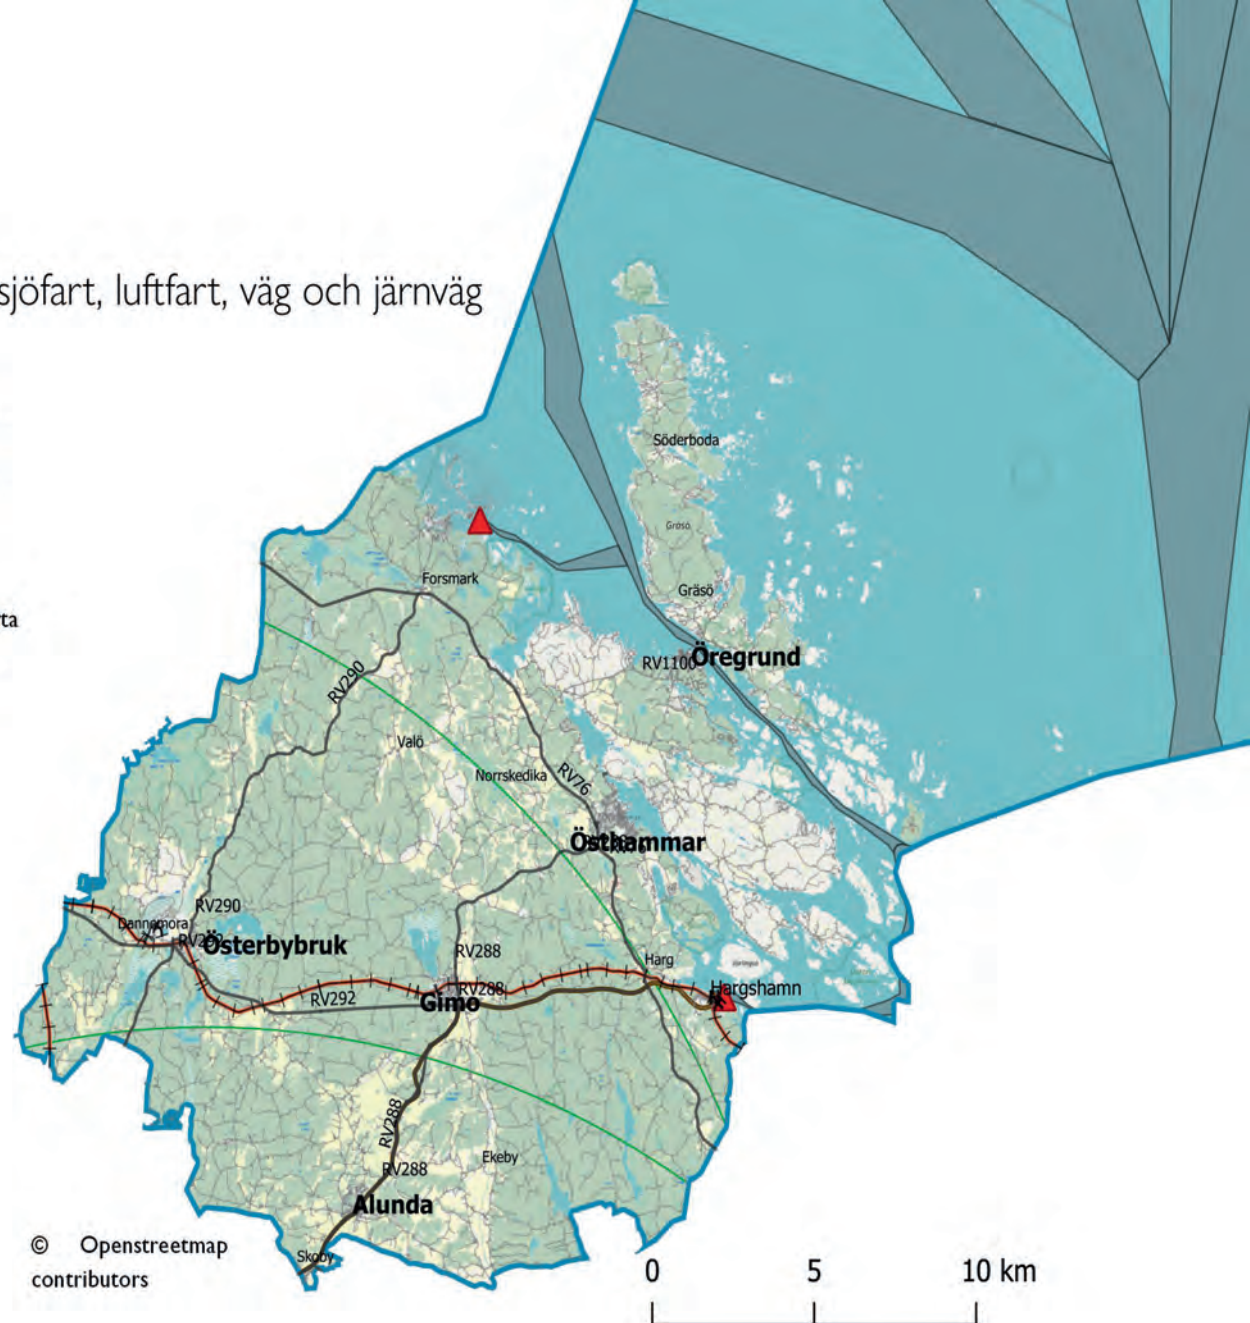 sjöfart, luftfart, väg och järnväg
Söderboda
Gräsö
Forsmark
Gräsö
ta
RV1100
Öregrund
RV290
Valö
Norrskedika
RV76
Östhammar
RV290
Dannemora
Österbybruk
RV288
Harg
RV288
Hargshamn
RV292
Gimo
RV288
Ekeby
RV288
Alunda
© Openstreetmap
contributors
Skoby
0 5 10 km